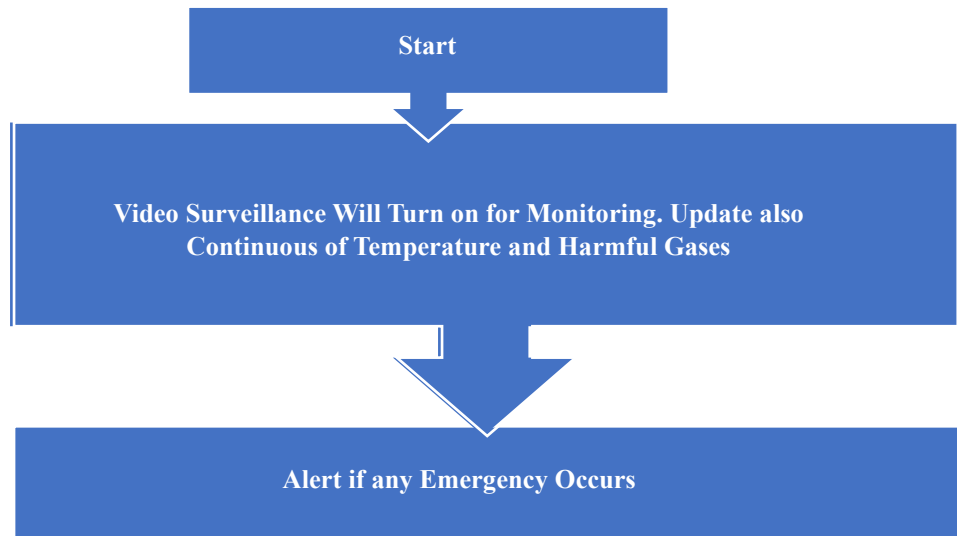 Start
Video Surveillance Will Turn on for Monitoring. Update also
Continuous of Temperature and Harmful Gases
Alert if any Emergency Occurs